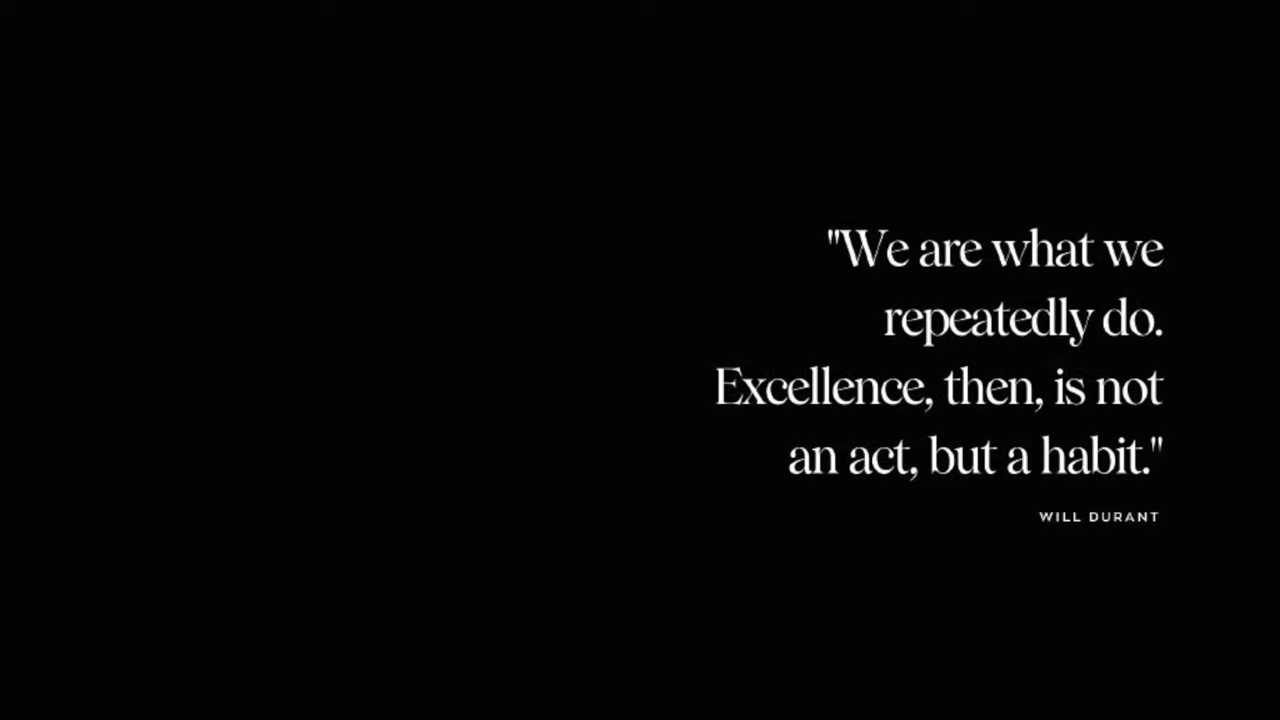 "We are what we
repeatedly do.
Excellence, then, is not
an act, but a habit."
WILL DURANT